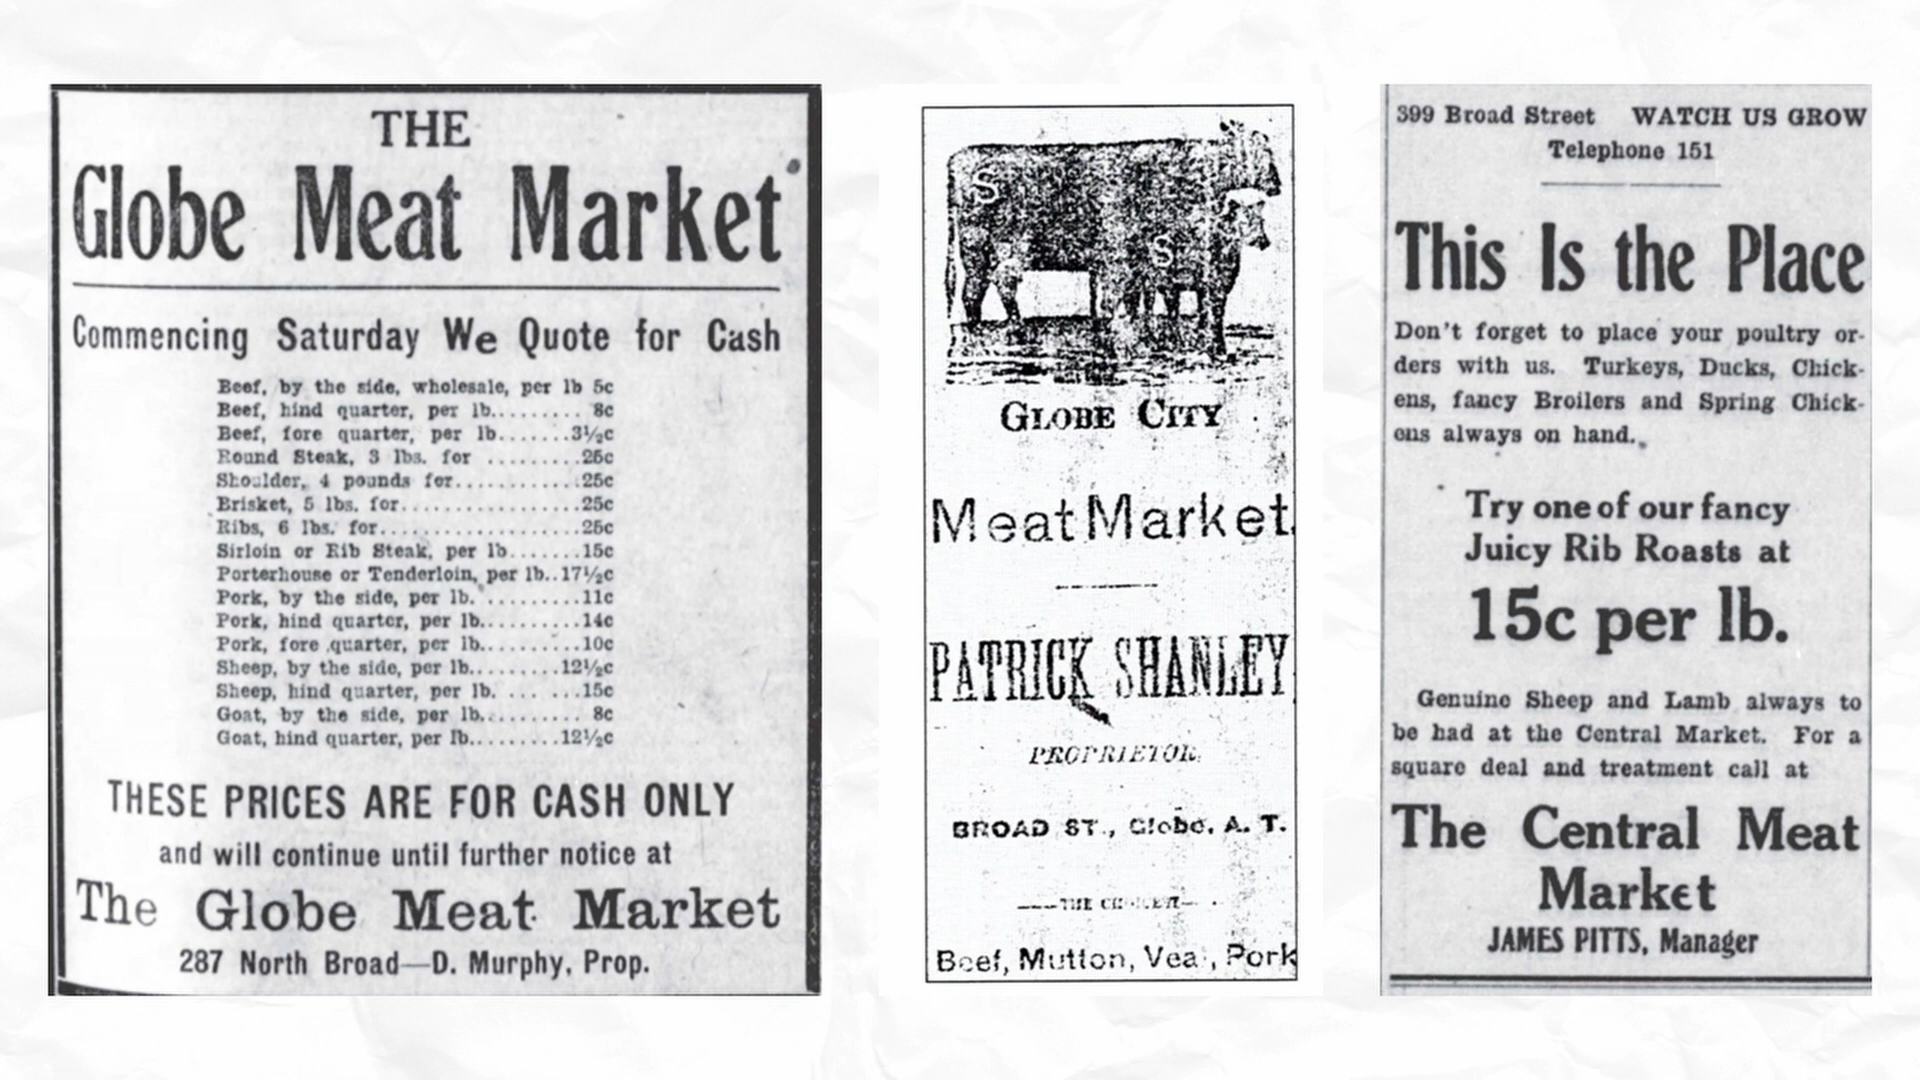 THE
Globe Meat Market
Commencing Saturday We Quote for Cash
Beef, by the side, wholesale, per lb 5c
Beef, hind quarter, per lb......... 8c
Beef, fore quarter, per lb.......3½c
Round Steak, 3 lbs. for .........25c
Shoulder, 4 pounds for............25c
Brisket, 5 lbs. for..................25c
Ribs, 6 lbs. for....................25c
Sirloin or Rib Steak, per lb.......15c
Porterhouse or Tenderloin, per lb..17½c
Pork, by the side, per lb. .........11c
Pork, hind quarter, per lb.........14c
Pork, fore quarter, per lb.........10c
Sheep, by the side, per lb.........12½c
Sheep, hind quarter, per lb. ... ...15c
Goat, by the side, per lb.......... 8c
Goat, hind quarter, per lb.........12½c
THESE PRICES ARE FOR CASH ONLY
and will continue until further notice at
The Globe Meat Market
287 North Broad—D. Murphy, Prop.
S
S
GLOBE CITY
Meat Market.
PATRICK SHANLEY
PROPRIETOR.
BROAD ST., Globe, A. T.
THE
Beef, Mutton, Veal, Pork
399 Broad Street WATCH US GROW
Telephone 151
This Is the Place
Don't forget to place your poultry or-
ders with us. Turkeys, Ducks, Chick-
ens, fancy Broilers and Spring Chick-
ens always on hand.
Try one of our fancy
Juicy Rib Roasts at
15c per lb.
Genuine Sheep and Lamb always to
be had at the Central Market. For a
square deal and treatment call at
The Central Meat
Market
JAMES PITTS, Manager